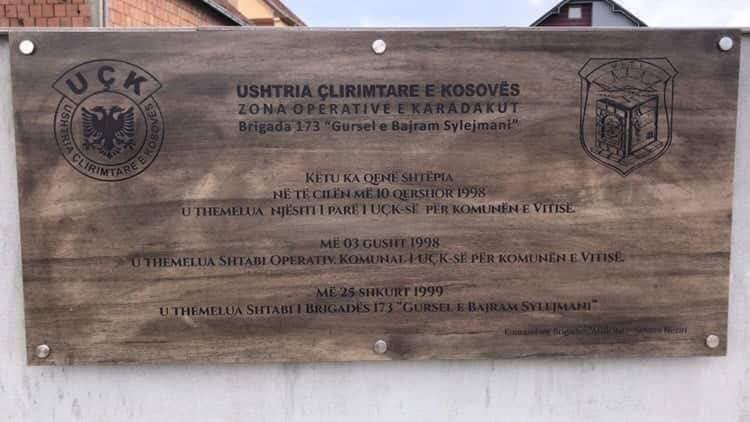 UÇK
USHTRIA ÇLIRIMTARE E KOSOVËS
USHTRIA ÇLIRIMTARE E KOSOVËS
ZONA OPERATIVE E KARADAKUT
Brigada 173 “Gursel e Bajram Sylejmani”
KËTU KA QENË SHTËPIA
NË TË CILËN MË 10 QERSHOR 1998
U THEMELUA NJËSITI I PARË I UÇK-SË PËR KOMUNËN E VITISË.
MË 03 GUSHT 1998
U THEMELUA SHTABI OPERATIV KOMUNAL I UÇK-SË PËR KOMUNËN E VITISË.
MË 25 SHKURT 1999
U THEMELUA SHTABI I BRIGADËS 173 “GURSEL E BAJRAM SYLEJMANI”